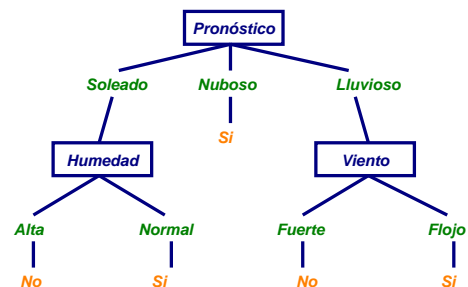 Pronóstico
Soleado Nuboso Lluvioso
Si
Humedad Viento
Alta Normal Fuerte Flojo
No Si No Si